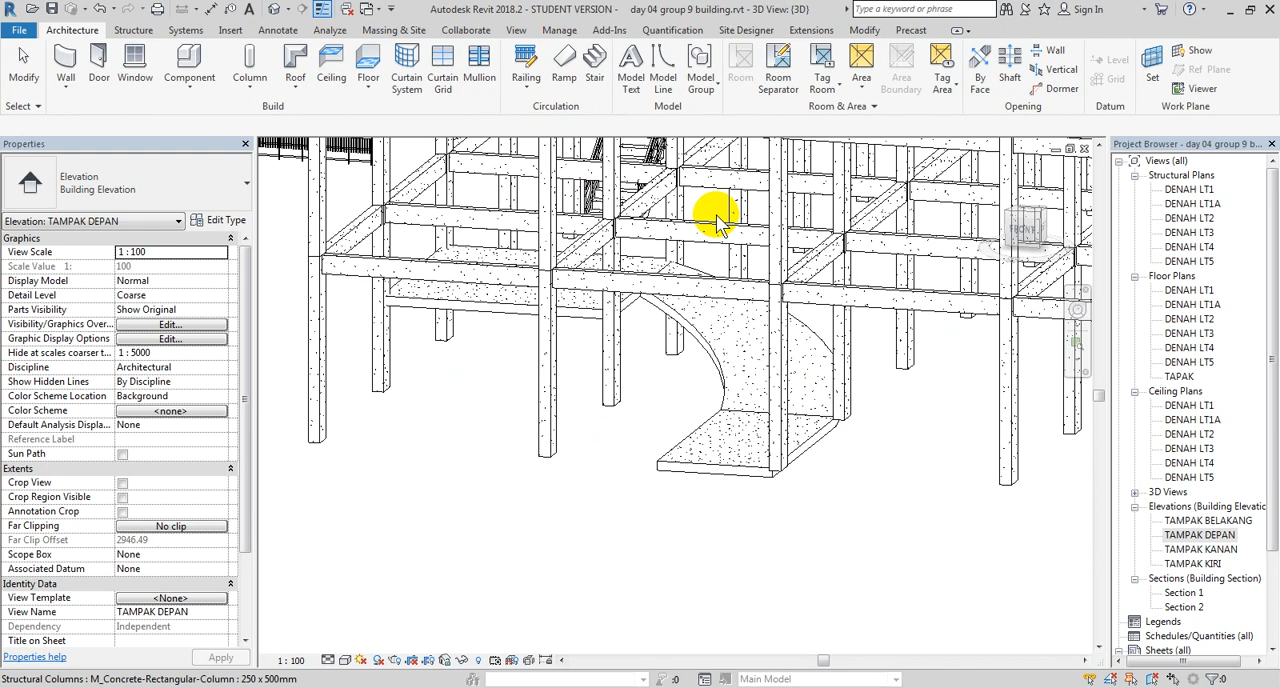 Autodesk Revit 2018.2 - STUDENT VERSION - day 04 group 9 building.rvt - 3D View: {3D}
Type a keyword or phrase
Sign In
File Architecture Structure Systems Insert Annotate Analyze Massing & Site Collaborate View Manage Add-Ins Quantification Site Designer Extensions Modify Precast
Modify Wall Door Window Component Column Roof Ceiling Floor Curtain System Curtain Grid Mullion Railing Ramp Stair Model Text Model Line Model Group Room Room Separator Tag Room Area Area Boundary Tag Area By Face Shaft Wall Vertical Dormer Level Grid Set Show Ref Plane Viewer
Select Build Circulation Model Room & Area Opening Datum Work Plane
Properties
Elevation
Building Elevation
Elevation: TAMPAK DEPAN Edit Type
Graphics
View Scale 1 : 100
Scale Value 1: 100
Display Model Normal
Detail Level Coarse
Parts Visibility Show Original
Visibility/Graphics Over... Edit...
Graphic Display Options Edit...
Hide at scales coarser t... 1 : 5000
Discipline Architectural
Show Hidden Lines By Discipline
Color Scheme Location Background
Color Scheme <none>
Default Analysis Displa... None
Reference Label
Sun Path
Extents
Crop View
Crop Region Visible
Annotation Crop
Far Clipping No clip
Far Clip Offset 2946.49
Scope Box None
Associated Datum None
Identity Data
View Template <None>
View Name TAMPAK DEPAN
Dependency Independent
Title on Sheet
Properties help Apply
FRONT
1 : 100
Structural Columns : M_Concrete-Rectangular-Column : 250 x 500mm
:0
Main Model
:0
Project Browser - day 04 group 9 b...
Views (all)
Structural Plans
DENAH LT1
DENAH LT1A
DENAH LT2
DENAH LT3
DENAH LT4
DENAH LT5
Floor Plans
DENAH LT1
DENAH LT1A
DENAH LT2
DENAH LT3
DENAH LT4
DENAH LT5
TAPAK
Ceiling Plans
DENAH LT1
DENAH LT1A
DENAH LT2
DENAH LT3
DENAH LT4
DENAH LT5
3D Views
Elevations (Building Elevatic
TAMPAK BELAKANG
TAMPAK DEPAN
TAMPAK KANAN
TAMPAK KIRI
Sections (Building Section)
Section 1
Section 2
Legends
Schedules/Quantities (all)
Sheets (all)